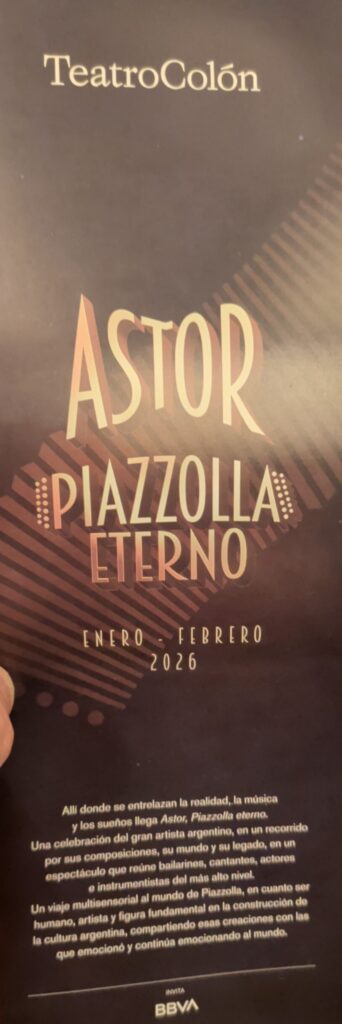 TeatroColón
ASTOR
PIAZZOLLA
ETERNO
ENERO - FEBRERO
2026
Allí donde se entrelazan la realidad, la música
y los sueños llega Astor, Piazzolla eterno.
Una celebración del gran artista argentino, en un recorrido
por sus composiciones, su mundo y su legado, en un
espectáculo que reúne bailarines, cantantes, actores
e instrumentistas del más alto nivel.
Un viaje multisensorial al mundo de Piazzolla, en cuanto ser
humano, artista y figura fundamental en la construcción de
la cultura argentina, compartiendo esas creaciones con las
que emocionó y continúa emocionando al mundo.
INVITA
BBVA